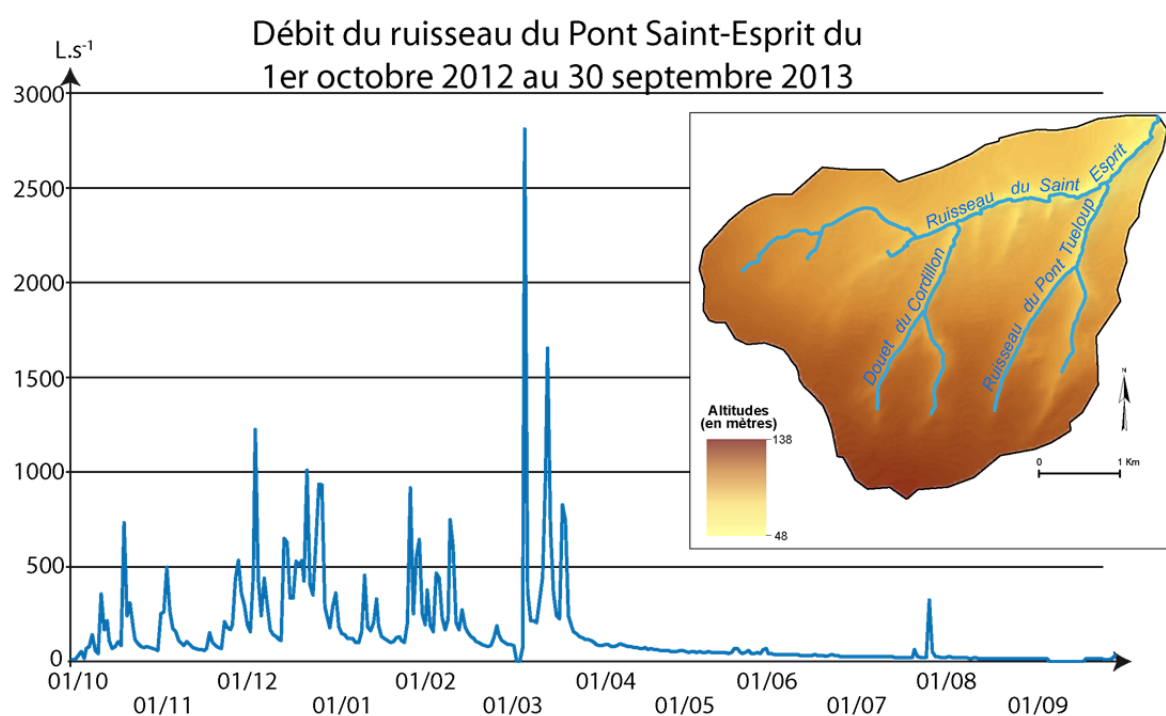 Débit du ruisseau du Pont Saint-Esprit du
1er octobre 2012 au 30 septembre 2013
L.s-1
3000
2500
2000
1500
1000
500
0
01/10
01/11
01/12
01/01
01/02
01/03
01/04
01/05
01/06
01/07
01/08
01/09
Ruisseau du Saint Esprit
Douet du Cordillon
Ruisseau du Pont Tueloup
Altitudes
(en mètres)
138
48
N
0 1 Km